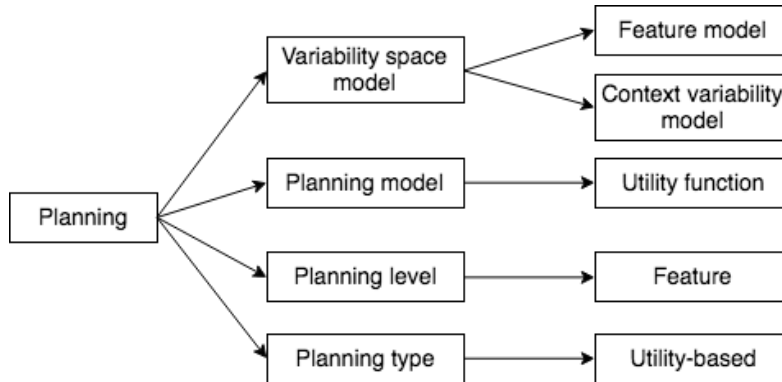 Variability space
model
Feature model
Context variability
model
Planning
Planning model
Utility function
Planning level
Feature
Planning type
Utility-based